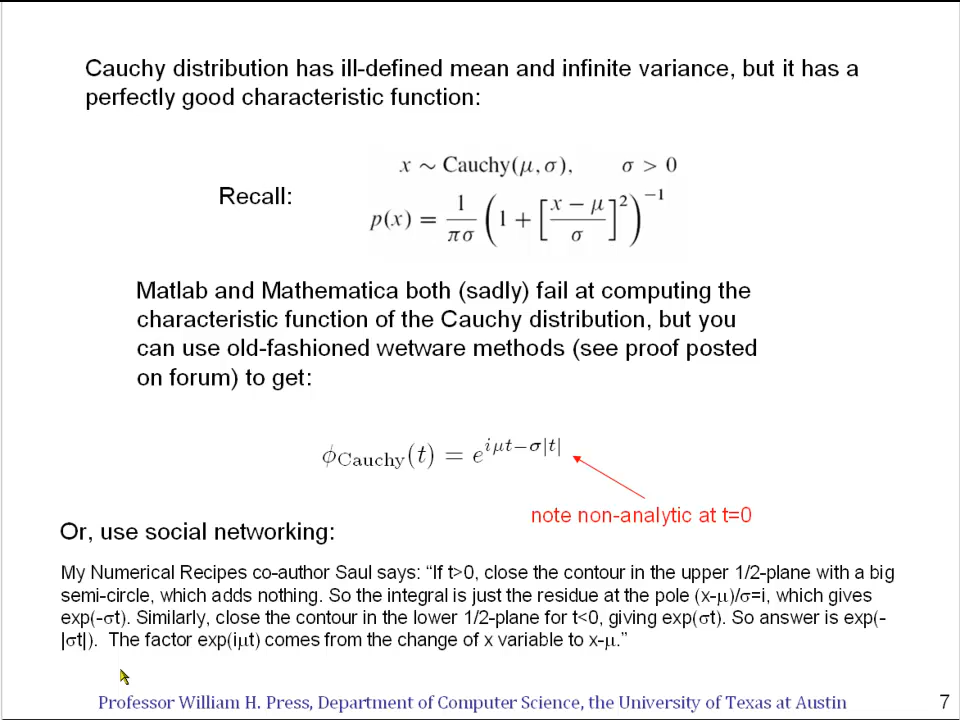 Cauchy distribution has ill-defined mean and infinite variance, but it has a
perfectly good characteristic function:
x ∼ Cauchy(μ, σ),    σ > 0
Recall:
p(x) = 1/(πσ) (1 + [(x − μ)/σ]²)⁻¹
Matlab and Mathematica both (sadly) fail at computing the
characteristic function of the Cauchy distribution, but you
can use old-fashioned wetware methods (see proof posted
on forum) to get:
ϕ_Cauchy(t) = e^{iμt−σ|t|}
note non-analytic at t=0
Or, use social networking:
My Numerical Recipes co-author Saul says: “If t>0, close the contour in the upper 1/2-plane with a big
semi-circle, which adds nothing. So the integral is just the residue at the pole (x-μ)/σ=i, which gives
exp(-σt). Similarly, close the contour in the lower 1/2-plane for t<0, giving exp(σt). So answer is exp(-
|σt|).  The factor exp(iμt) comes from the change of x variable to x-μ.”
Professor William H. Press, Department of Computer Science, the University of Texas at Austin
7